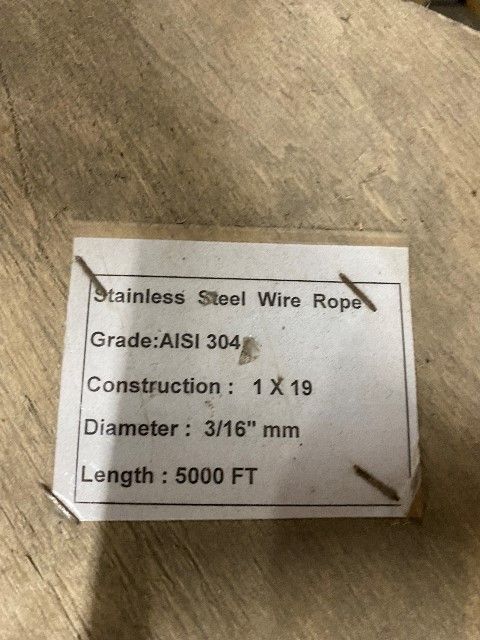 Stainless Steel Wire Rope
Grade:AISI 304
Construction : 1 X 19
Diameter : 3/16" mm
Length : 5000 FT